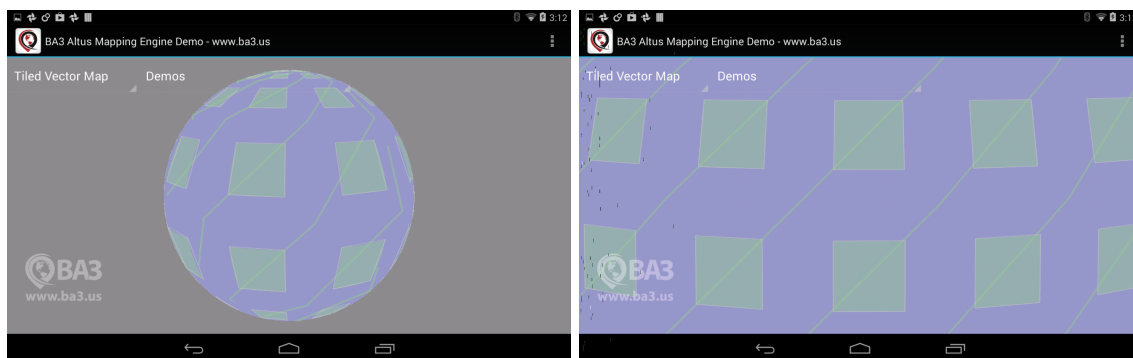 3:12
BA3 Altus Mapping Engine Demo - www.ba3.us
Tiled Vector Map
Demos
BA3
www.ba3.us
BA3 Altus Mapping Engine Demo - www.ba3.us
Tiled Vector Map
Demos
BA3
www.ba3.us